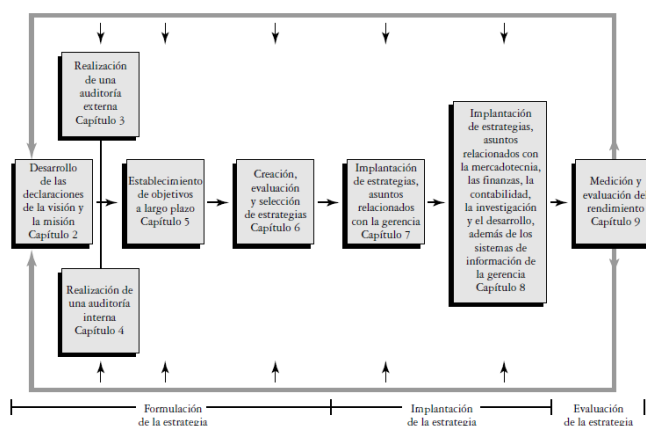 Realización
de una
auditoría
externa
Capítulo 3
Desarrollo
de las
declaraciones
de la visión y
la misión
Capítulo 2
Establecimiento
de objetivos
a largo plazo
Capítulo 5
Creación,
evaluación
y selección
de estrategias
Capítulo 6
Implantación
de estrategias,
asuntos
relacionados
con la gerencia
Capítulo 7
Implantación
de estrategias,
asuntos
relacionados con la
mercadotecnia,
las finanzas, la
contabilidad,
la investigación
y el desarrollo,
además de los
sistemas de
información de
la gerencia
Capítulo 8
Medición y
evaluación del
rendimiento
Capítulo 9
Realización de
una auditoría
interna
Capítulo 4
Formulación
de la estrategia
Implantación
de la estrategia
Evaluación
de la estrategia